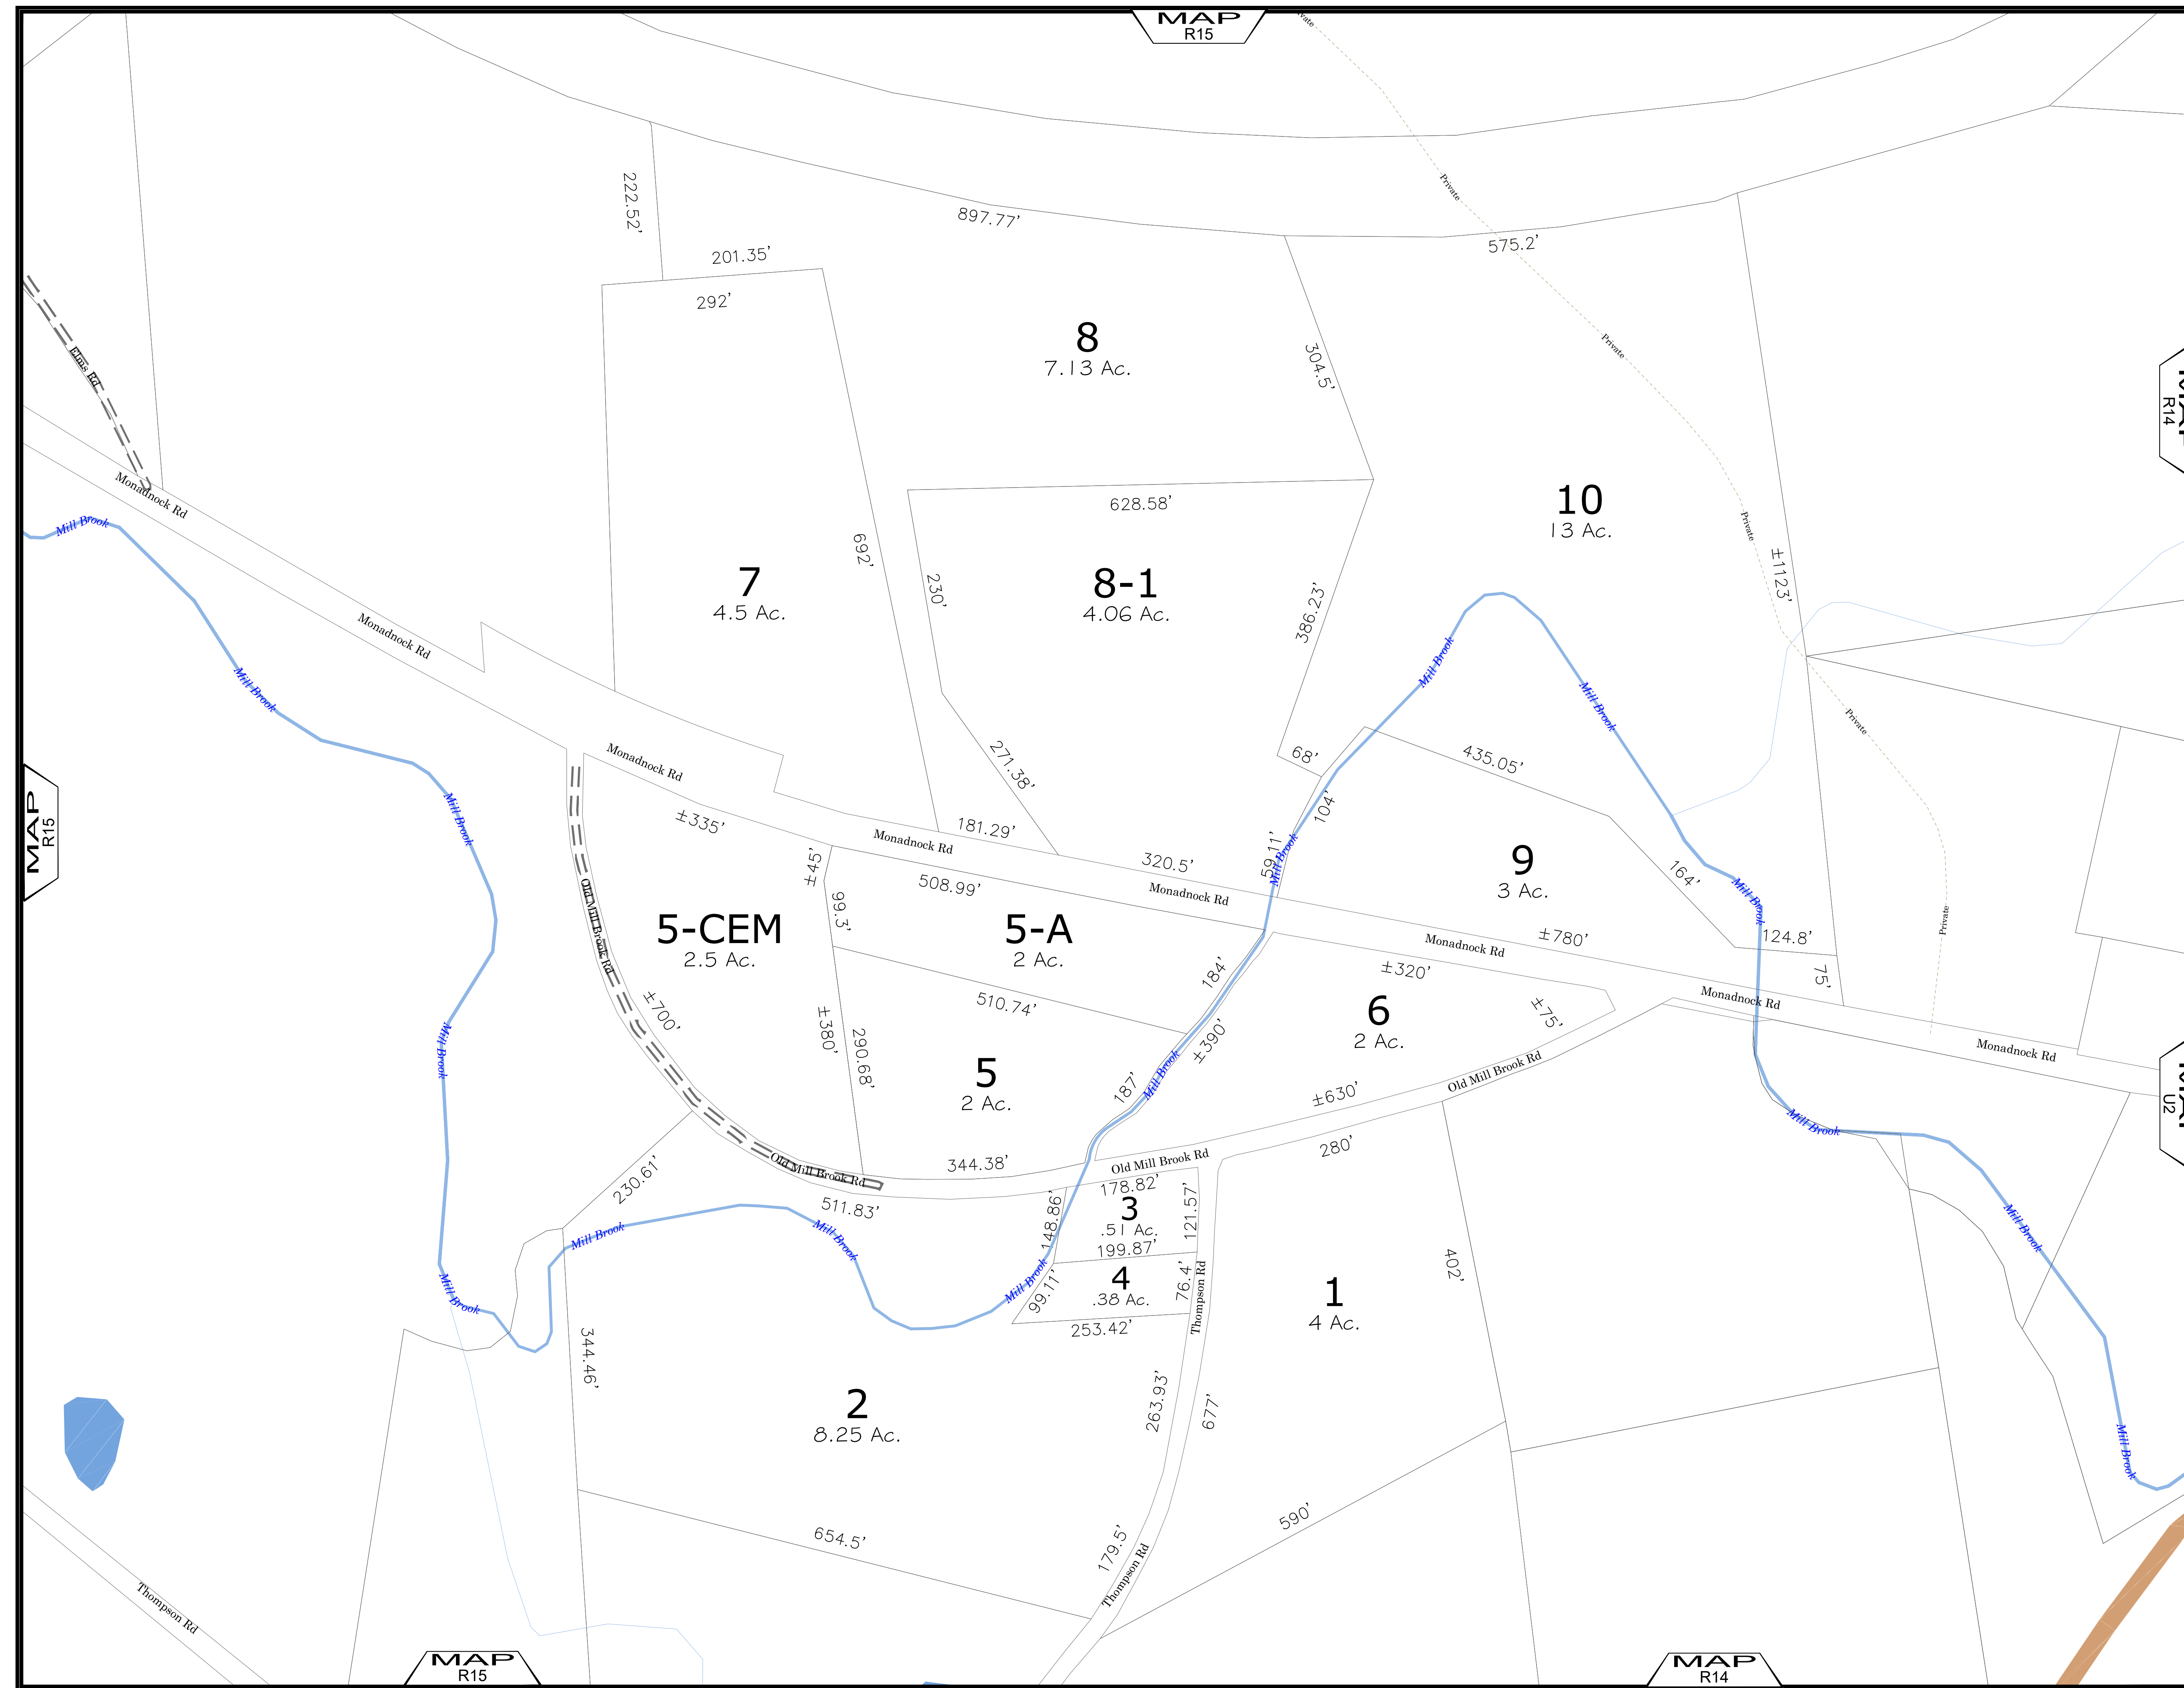 MAP
R15
Private
Private
222.52'
897.77'
575.2'
201.35'
292'
8
7.13 Ac.
304.5'
Private
Elms Rd
R14
Monadnock Rd
628.58'
10
13 Ac.
Private
Mill Brook
692'
7
4.5 Ac.
230'
8-1
4.06 Ac.
386.23'
±1123'
Monadnock Rd
Mill Brook
Mill Brook
Mill Brook
Private
Monadnock Rd
271.38'
68'
435.05'
MAP
R15
Mill Brook
±335'
181.29'
104'
Monadnock Rd
320.5'
59.11'
Mill Brook
±45'
508.99'
Monadnock Rd
9
3 Ac.
164'
Mill Brook
99.3'
Old Mill Brook Rd
5-CEM
2.5 Ac.
5-A
2 Ac.
±780'
124.8'
Private
Monadnock Rd
184'
±320'
75'
Monadnock Rd
±700'
510.74'
6
2 Ac.
±75'
±380'
290.68'
±390'
Mill Brook
Monadnock Rd
5
2 Ac.
187'
Mill Brook
±630'
Old Mill Brook Rd
U2
Mill Brook
280'
344.38'
Old Mill Brook Rd
Old Mill Brook Rd
230.61'
511.83'
178.82'
3
.51 Ac.
199.87'
148.86'
121.57'
Mill Brook
Mill Brook
Mill Brook
402'
Mill Brook
Mill Brook
99.11'
4
.38 Ac.
76.4'
Thompson Rd
1
4 Ac.
253.42'
344.46'
2
8.25 Ac.
263.93'
677'
Mill Brook
654.5'
590'
179.5'
Thompson Rd
Thompson Rd
MAP
R15
MAP
R14